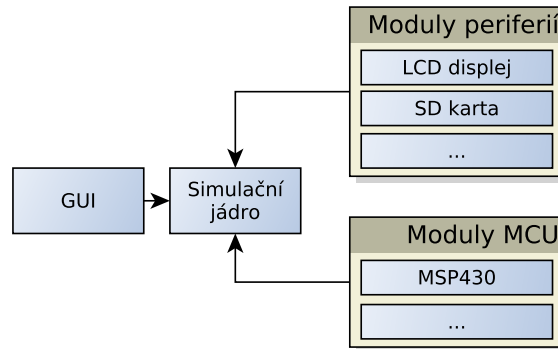 Moduly periferií
LCD displej
SD karta
...
GUI
Simulační
jádro
Moduly MCU
MSP430
...